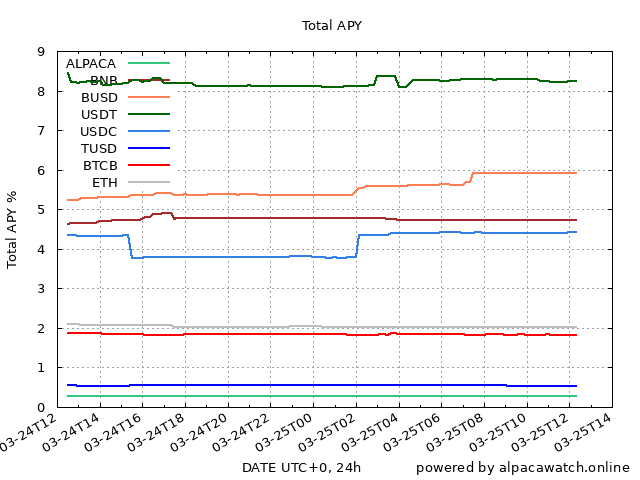 Total APY
9
8
7
6
5
4
3
2
1
0
Total APY %
ALPACA
BNB
BUSD
USDT
USDC
TUSD
BTCB
ETH
03-24T12
03-24T14
03-24T16
03-24T18
03-24T20
03-24T22
03-25T00
03-25T02
03-25T04
03-25T06
03-25T08
03-25T10
03-25T12
03-25T14
DATE UTC+0, 24h
powered by alpacawatch.online